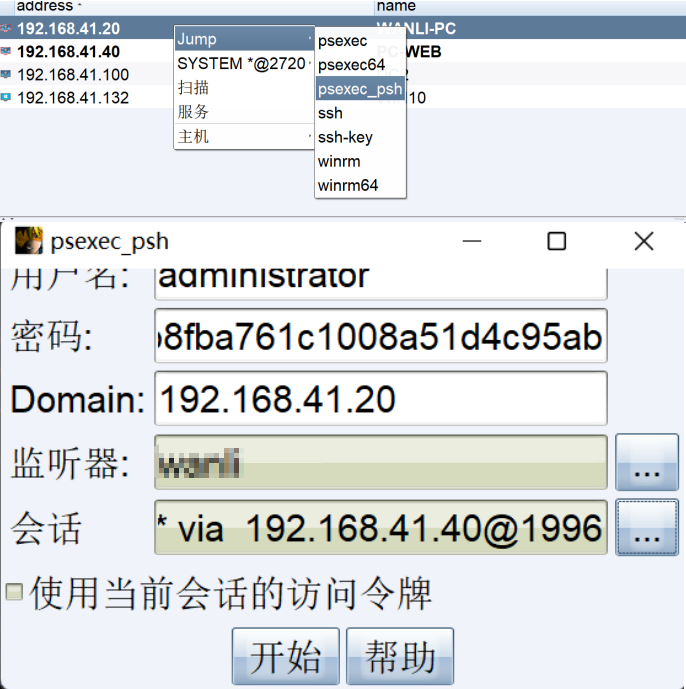 address name
192.168.41.20 WANLI-PC
192.168.41.40 PC-WEB
192.168.41.100
192.168.41.132 10
Jump
SYSTEM *@2720
扫描
服务
主机
psexec
psexec64
psexec_psh
ssh
ssh-key
winrm
winrm64
psexec_psh
用户名: administrator
密码: 8fba761c1008a51d4c95ab
Domain: 192.168.41.20
监听器: wanli ...
会话 * via 192.168.41.40@1996 ...
使用当前会话的访问令牌
开始 帮助